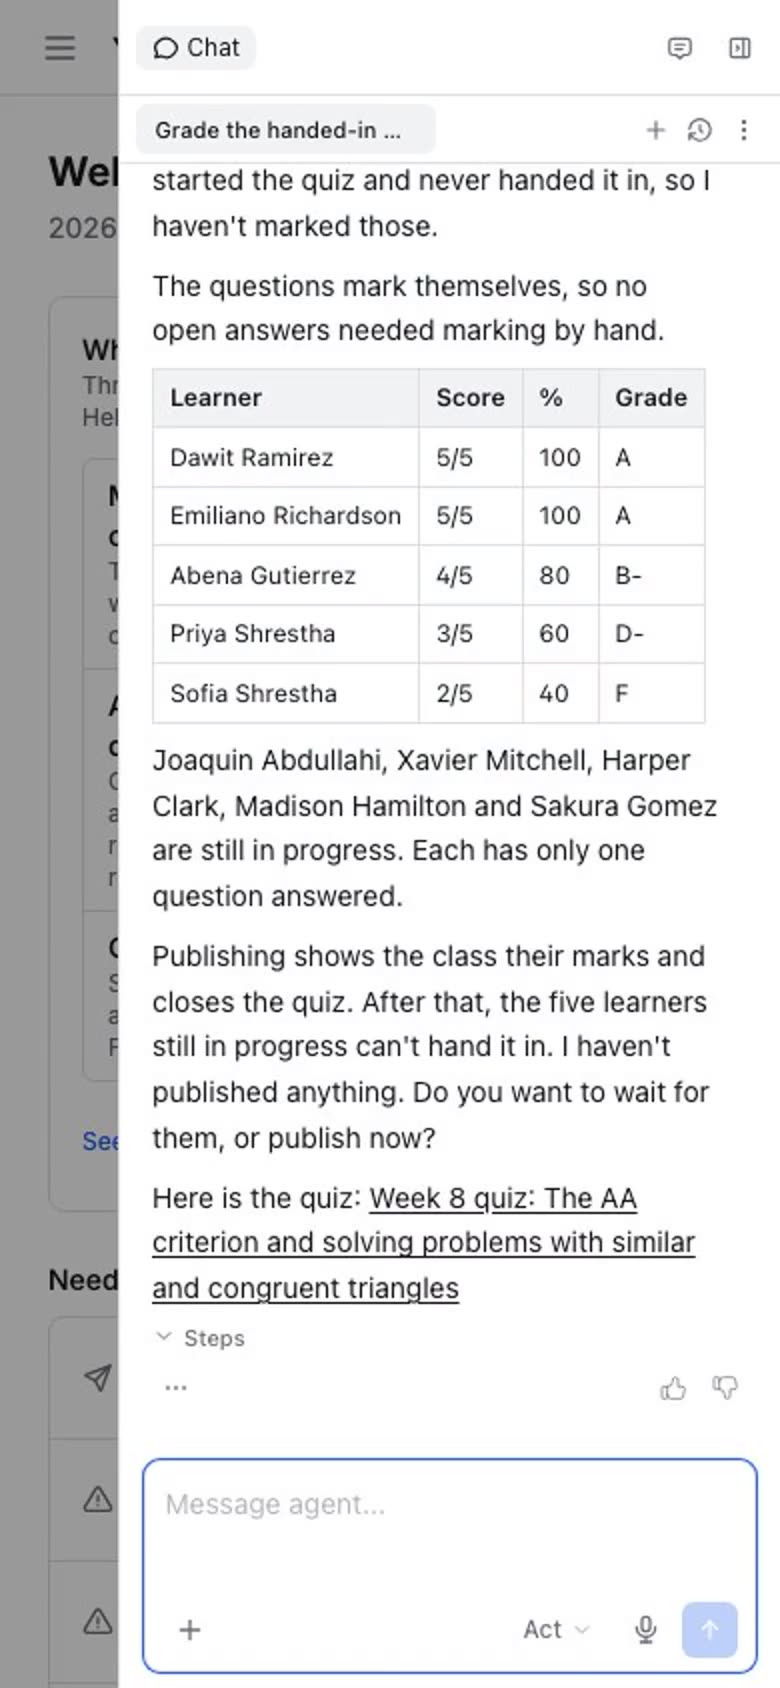 Chat
Grade the handed-in ...
started the quiz and never handed it in, so I
haven't marked those.
The questions mark themselves, so no
open answers needed marking by hand.
Learner Score % Grade
Dawit Ramirez 5/5 100 A
Emiliano Richardson 5/5 100 A
Abena Gutierrez 4/5 80 B-
Priya Shrestha 3/5 60 D-
Sofia Shrestha 2/5 40 F
Joaquin Abdullahi, Xavier Mitchell, Harper
Clark, Madison Hamilton and Sakura Gomez
are still in progress. Each has only one
question answered.
Publishing shows the class their marks and
closes the quiz. After that, the five learners
still in progress can't hand it in. I haven't
published anything. Do you want to wait for
them, or publish now?
Here is the quiz: Week 8 quiz: The AA
criterion and solving problems with similar
and congruent triangles
Steps
Message agent...
Act
2026
See
Need